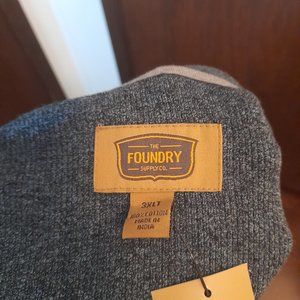 THE
FOUNDRY
SUPPLY CO.
3XLT
100% COTTON
MADE IN
INDIA